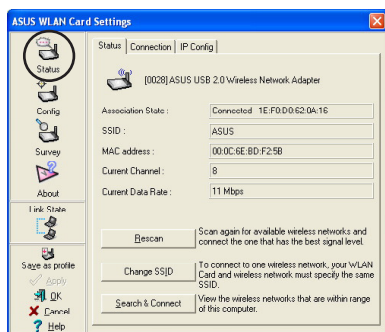 ASUS WLAN Card Settings
Status
Config
Survey
About
Link State
Save as profile
Apply
OK
Cancel
Help
Status Connection IP Config
[0028] ASUS USB 2.0 Wireless Network Adapter
Association State : Connected 1E:F0:D0:62:0A:16
SSID : ASUS
MAC address : 00:0C:6E:BD:F2:5B
Current Channel : 8
Current Data Rate : 11 Mbps
Rescan
Scan again for available wireless networks and
connect the one that has the best signal level.
Change SSID
To connect to one wireless network, your WLAN
Card and wireless network must specify the same
SSID.
Search & Connect
View the wireless networks that are within range
of this computer.